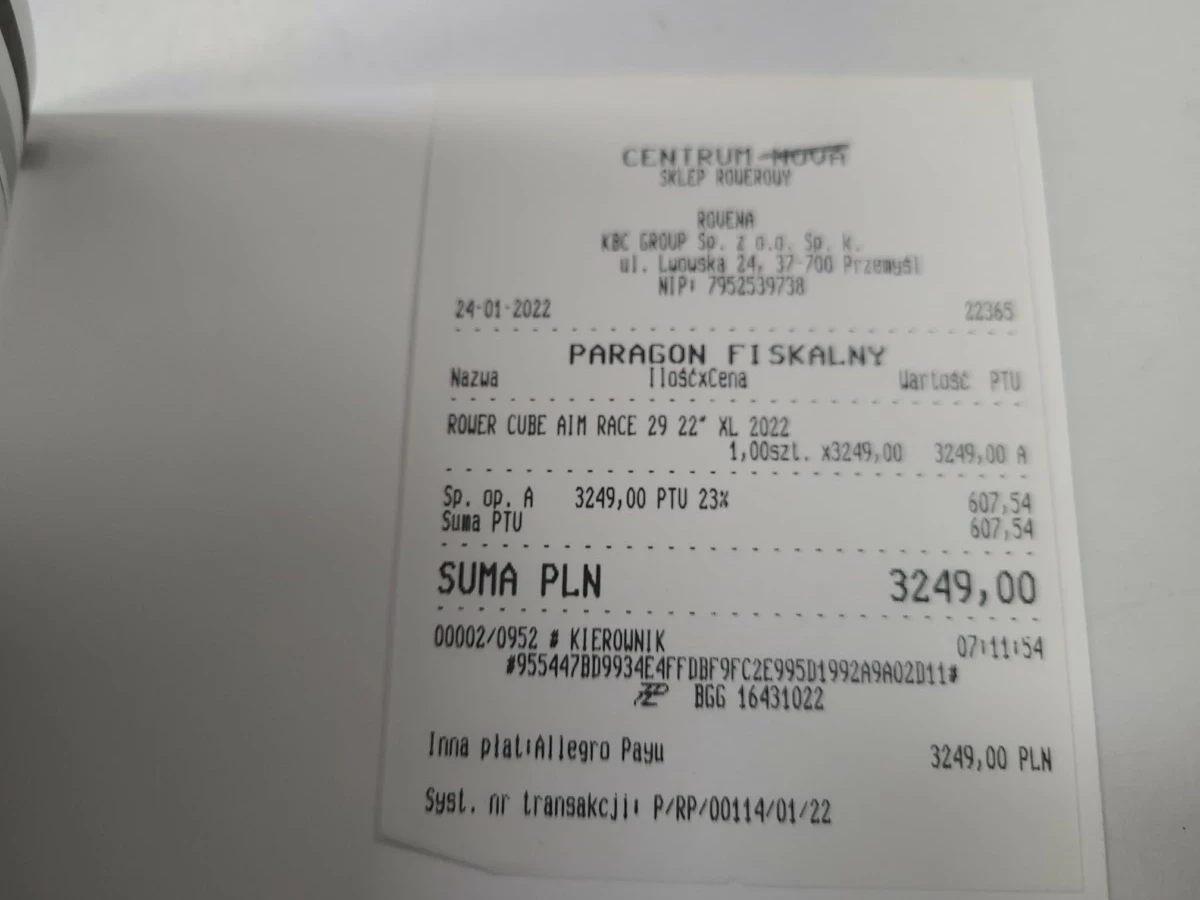 CENTRUM NOVA
SKLEP ROWEROWY
ROVENA
KBC GROUP Sp. z o.o. Sp. k.
ul. Lwowska 24, 37-700 Przemyśl
NIP: 7952539738
24-01-2022 22365
PARAGON FISKALNY
Nazwa IlośćxCena Wartość PTU
ROWER CUBE AIM RACE 29 22" XL 2022
1,00szt. x3249,00 3249,00 A
Sp. op. A 3249,00 PTU 23% 607,54
Suma PTU 607,54
SUMA PLN 3249,00
00002/0952 # KIEROWNIK 07:11:54
#955447BD9934E4FFDBF9FC2E995D1992A9A02D11#
BGG 16431022
Inna płat:Allegro Payu 3249,00 PLN
Syst. nr transakcji: P/RP/00114/01/22